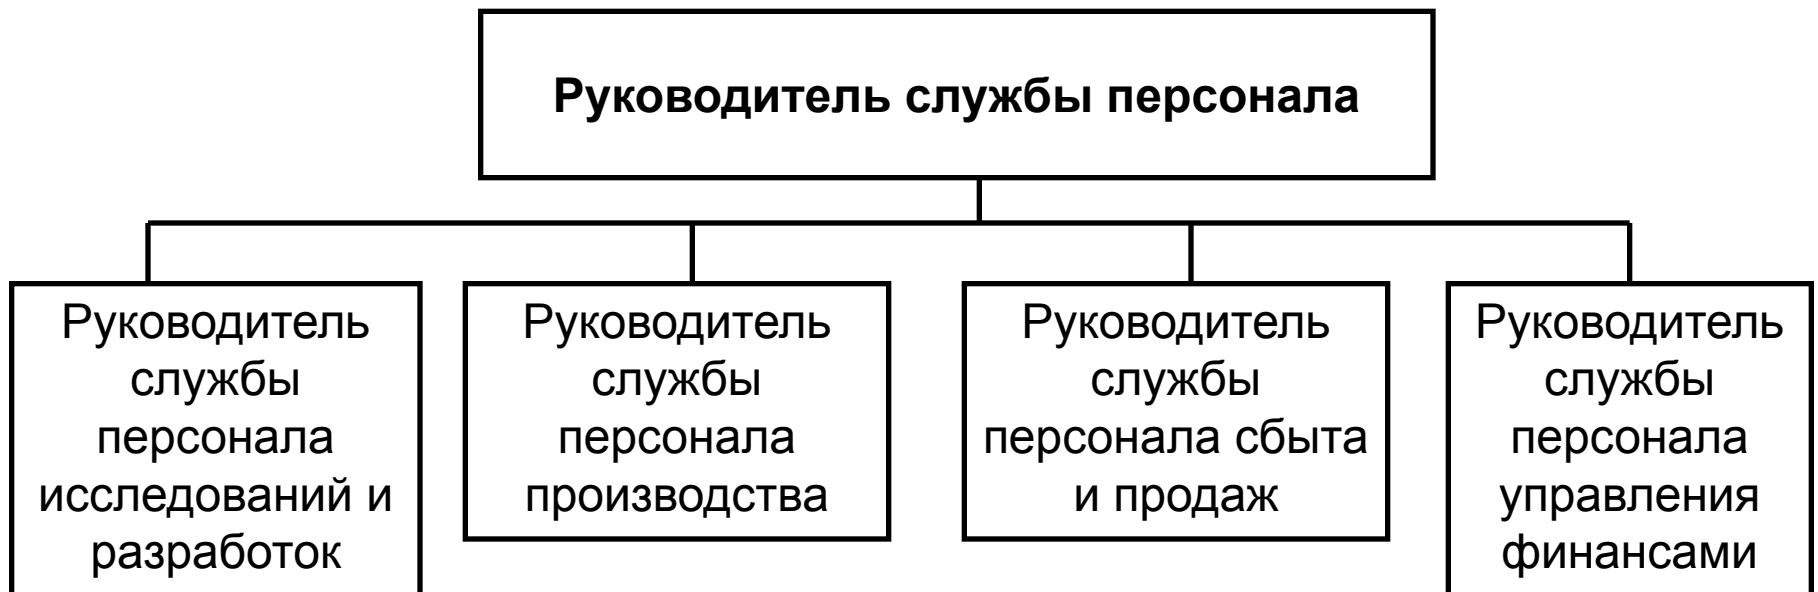 Руководитель службы персонала
Руководитель
службы
персонала
исследований и
разработок
Руководитель
службы
персонала
производства
Руководитель
службы
персонала сбыта
и продаж
Руководитель
службы
персонала
управления
финансами